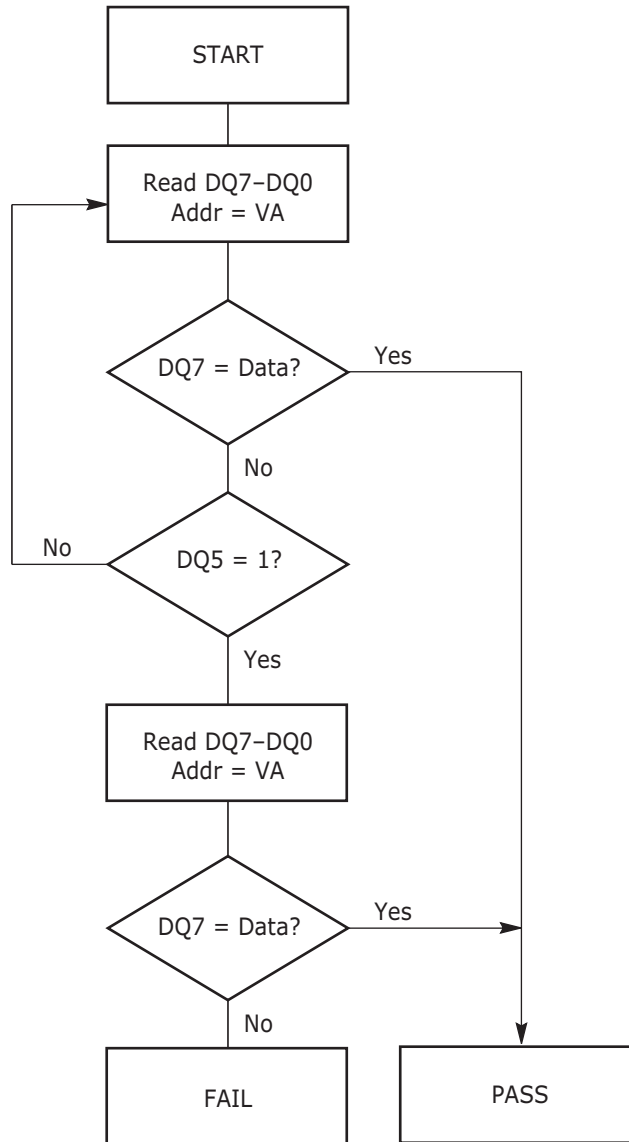 START
Read DQ7–DQ0
Addr = VA
DQ7 = Data?
Yes
No
No
DQ5 = 1?
Yes
Read DQ7–DQ0
Addr = VA
DQ7 = Data?
Yes
No
FAIL
PASS